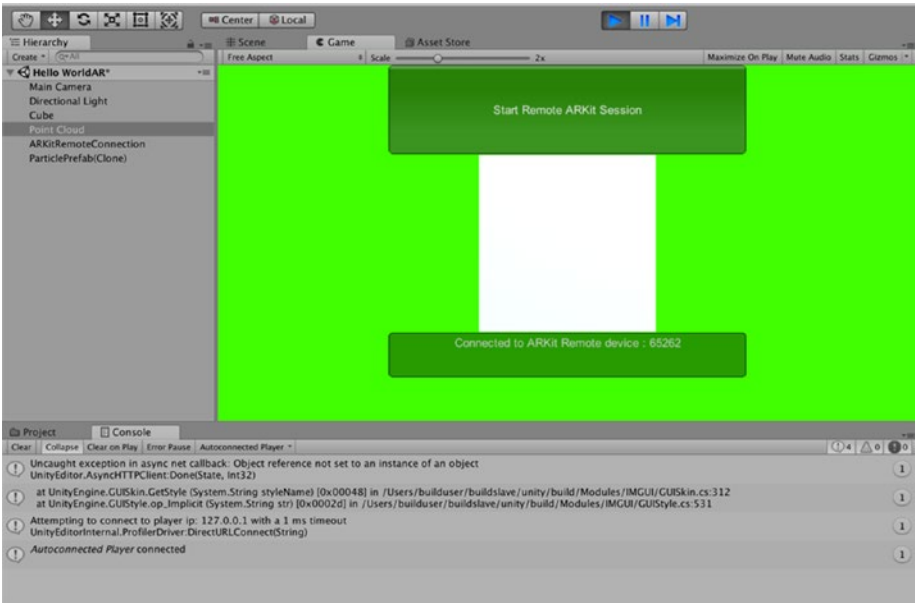 Center Local
Hierarchy
Scene Game Asset Store
Create All
Free Aspect Scale 2x Maximize On Play Mute Audio Stats Gizmos
Hello WorldAR*
Main Camera
Directional Light
Cube
Point Cloud
ARKitRemoteConnection
ParticlePrefab(Clone)
Start Remote ARKit Session
Connected to ARKit Remote device : 65262
Project Console
Clear Collapse Clear on Play Error Pause Autoconnected Player 4 0 0
Uncaught exception in async net callback: Object reference not set to an instance of an object
UnityEditor.AsyncHTTPClient:Done(State, Int32)
1
at UnityEngine.GUISkin.GetStyle (System.String styleName) [0x00048] in /Users/builduser/buildslave/unity/build/Modules/IMGUI/GUISkin.cs:312
at UnityEngine.GUIStyle.op_Implicit (System.String str) [0x0002d] in /Users/builduser/buildslave/unity/build/Modules/IMGUI/GUIStyle.cs:531
1
Attempting to connect to player ip: 127.0.0.1 with a 1 ms timeout
UnityEditorInternal.ProfilerDriver:DirectURLConnect(String)
1
Autoconnected Player connected
1